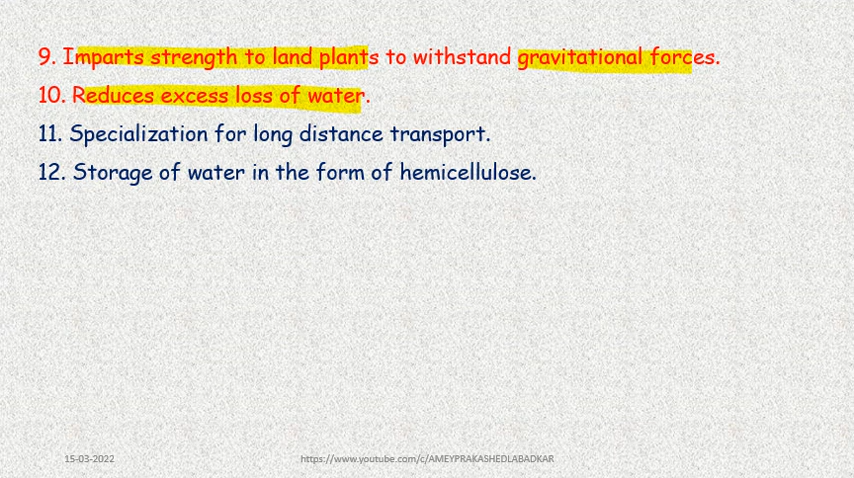 9. Imparts strength to land plants to withstand gravitational forces.
10. Reduces excess loss of water.
11. Specialization for long distance transport.
12. Storage of water in the form of hemicellulose.
15-03-2022 https://www.youtube.com/c/AMEYPRAKASHEDLABADKAR